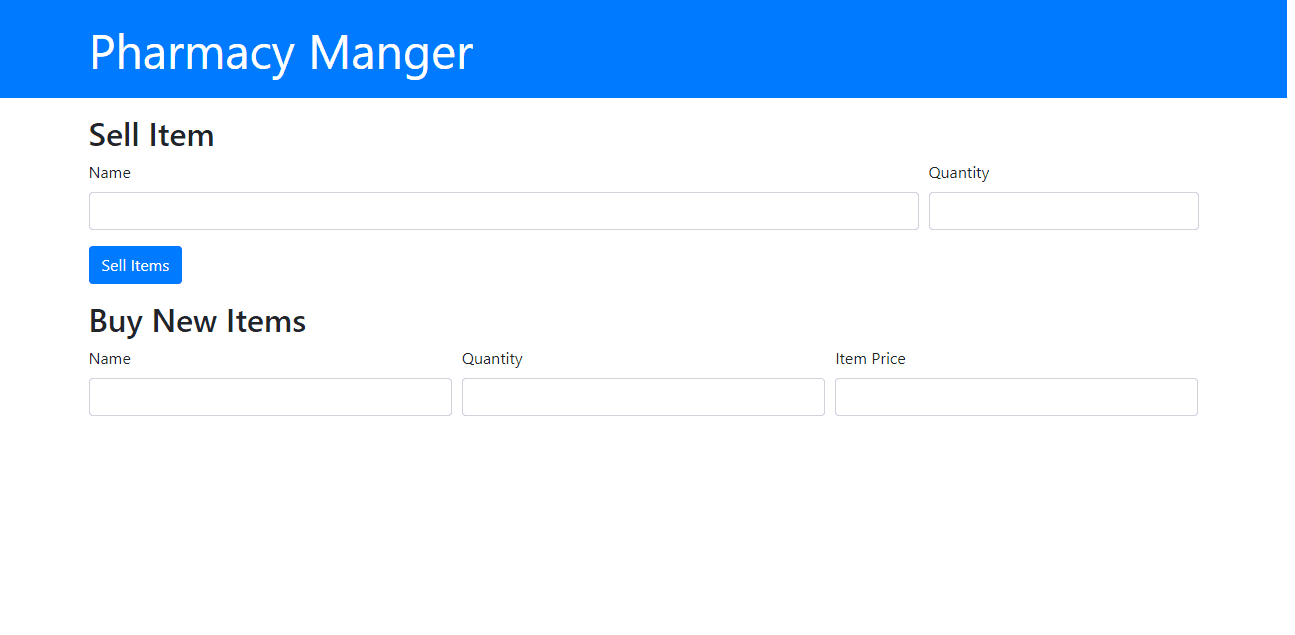 Pharmacy Manger
Sell Item
Name Quantity
Sell Items
Buy New Items
Name Quantity Item Price